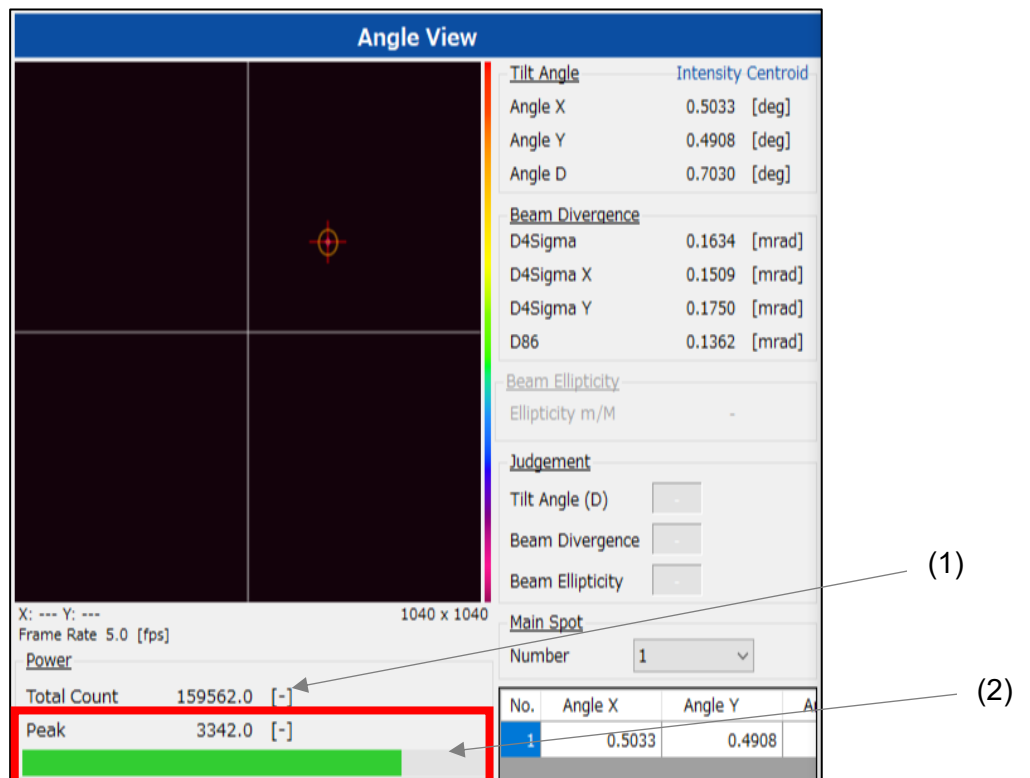 Angle View
Tilt Angle Intensity Centroid
Angle X 0.5033 [deg]
Angle Y 0.4908 [deg]
Angle D 0.7030 [deg]
Beam Divergence
D4Sigma 0.1634 [mrad]
D4Sigma X 0.1509 [mrad]
D4Sigma Y 0.1750 [mrad]
D86 0.1362 [mrad]
Beam Ellipticity
Ellipticity m/M -
Judgement
Tilt Angle (D) -
Beam Divergence -
Beam Ellipticity -
X: --- Y: --- 1040 x 1040
Frame Rate 5.0 [fps]
Main Spot
Number 1
Power
Total Count 159562.0 [-]
Peak 3342.0 [-]
No. Angle X Angle Y
1 0.5033 0.4908
(1)
(2)